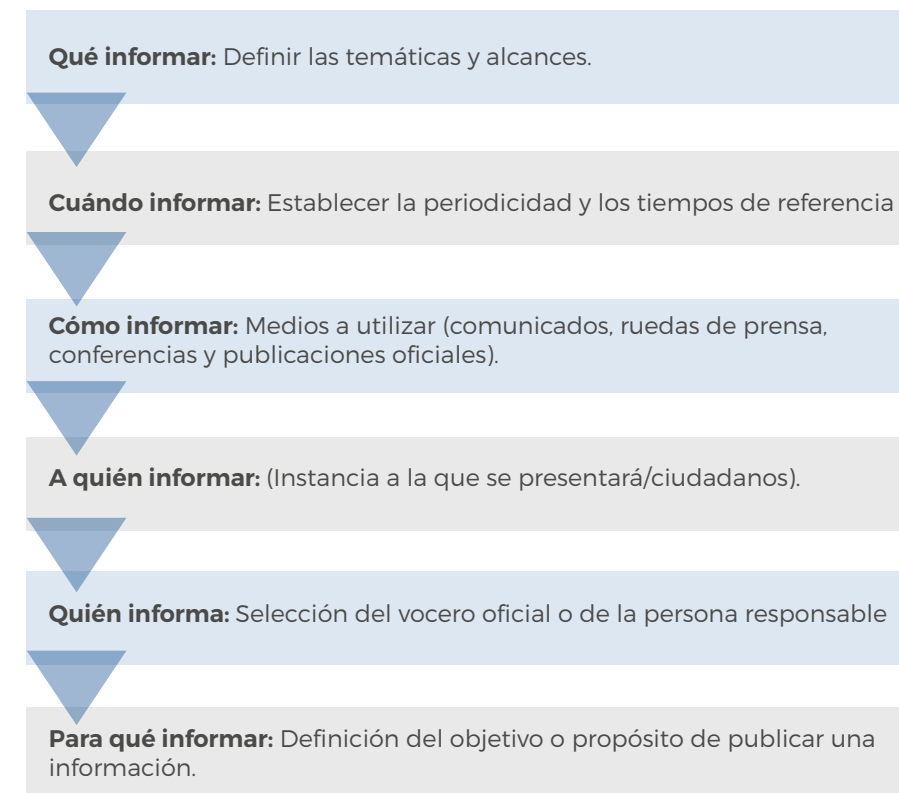 Qué informar: Definir las temáticas y alcances.
Cuándo informar: Establecer la periodicidad y los tiempos de referencia
Cómo informar: Medios a utilizar (comunicados, ruedas de prensa,
conferencias y publicaciones oficiales).
A quién informar: (Instancia a la que se presentará/ciudadanos).
Quién informa: Selección del vocero oficial o de la persona responsable
Para qué informar: Definición del objetivo o propósito de publicar una
información.